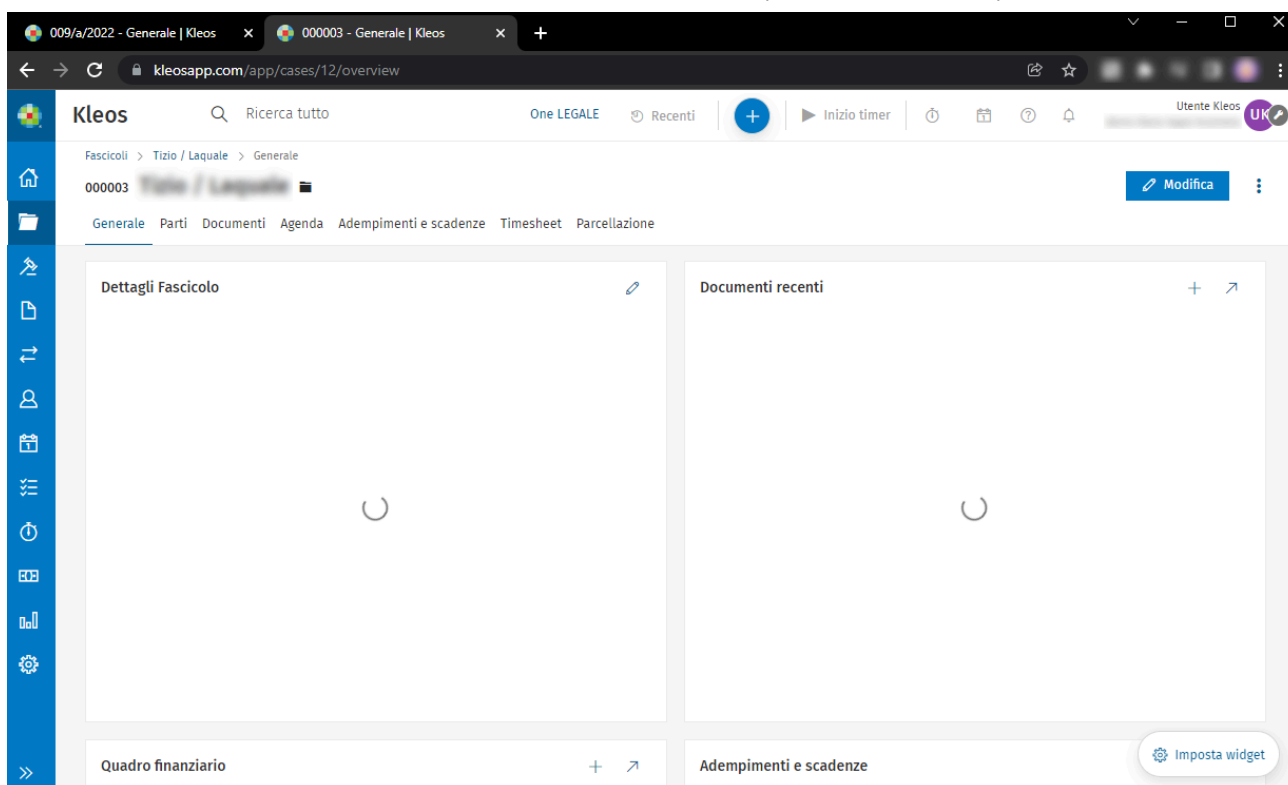 009/a/2022 - Generale | Kleos
000003 - Generale | Kleos
kleosapp.com/app/cases/12/overview
Kleos
Ricerca tutto
One LEGALE
Recenti
Inizio timer
Utente Kleos
UK
Fascicoli > Tizio / Laquale > Generale
000003 Tizio / Laquale
Modifica
Generale Parti Documenti Agenda Adempimenti e scadenze Timesheet Parcellazione
Dettagli Fascicolo
Documenti recenti
Quadro finanziario
Adempimenti e scadenze
Imposta widget